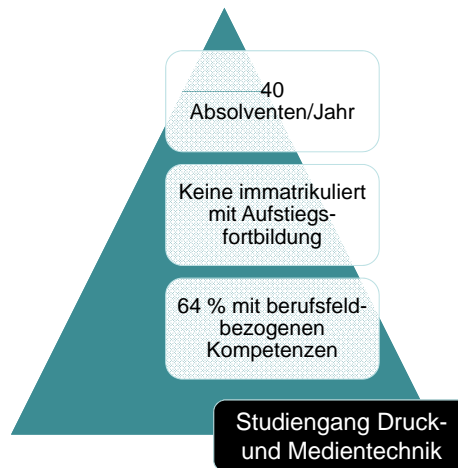 40
Absolventen/Jahr
Keine immatrikuliert
mit Aufstiegs-
fortbildung
64 % mit berufsfeld-
bezogenen
Kompetenzen
Studiengang Druck-
und Medientechnik